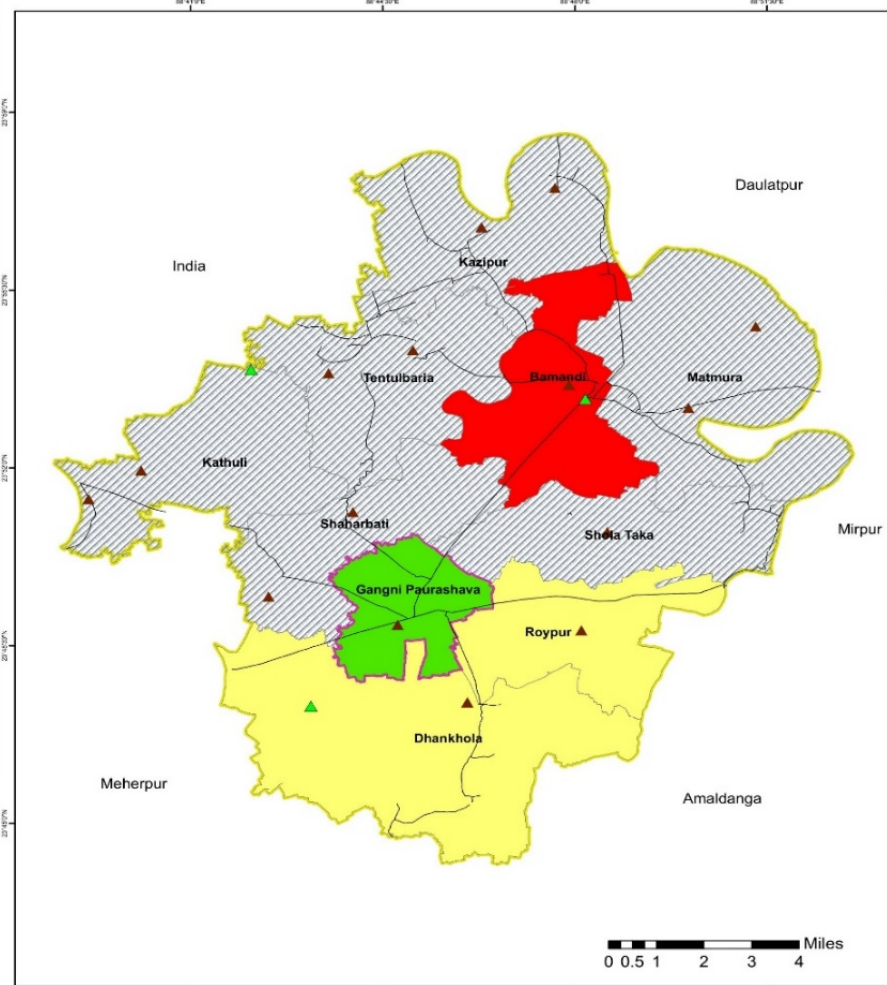 Daulatpur
India
Kazipur
Tentulbaria
Bamandi
Matmura
Kathuli
Shaharbati
Shola Taka
Mirpur
Gangni Paurashava
Roypur
Dhankhola
Meherpur
Amaldanga
Miles
0 0.5 1 2 3 4